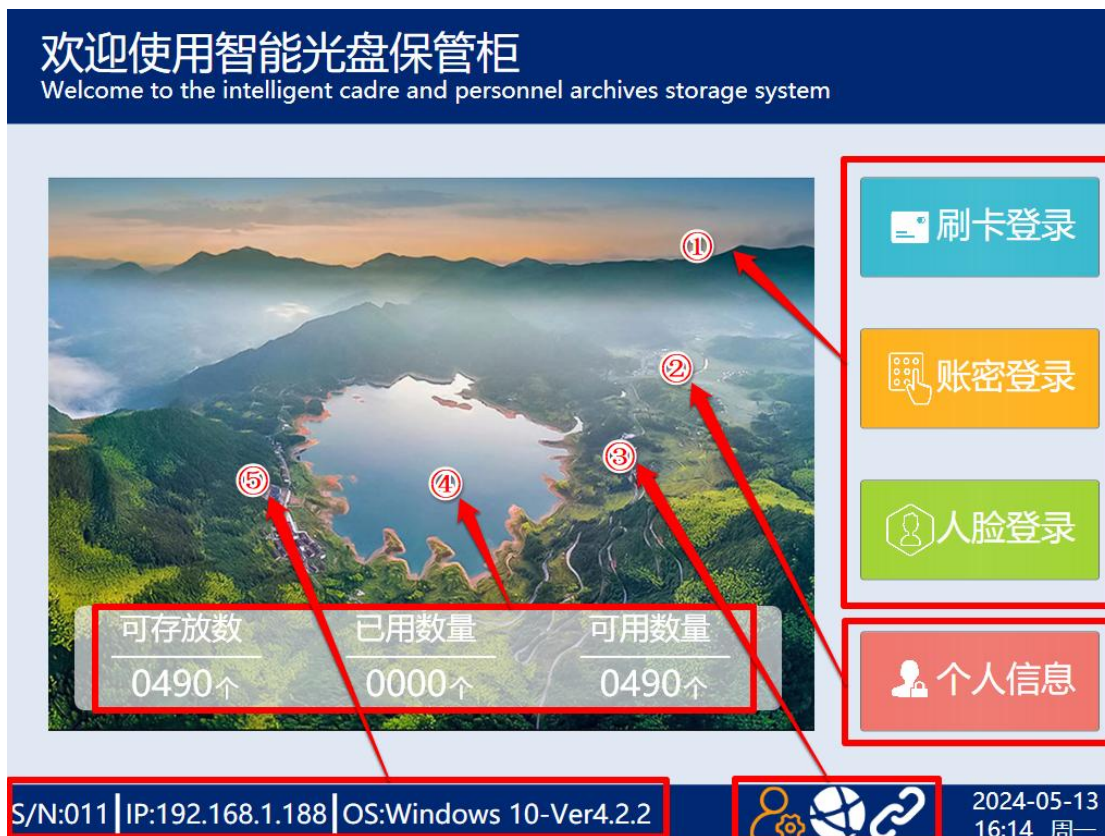 欢迎使用智能光盘保管柜
Welcome to the intelligent cadre and personnel archives storage system
①
刷卡登录
②
账密登录
③
④
⑤
人脸登录
可存放数 已用数量 可用数量
0490个 0000个 0490个
个人信息
S/N:011|IP:192.168.1.188|OS:Windows 10-Ver4.2.2
2024-05-13
16:14 周一